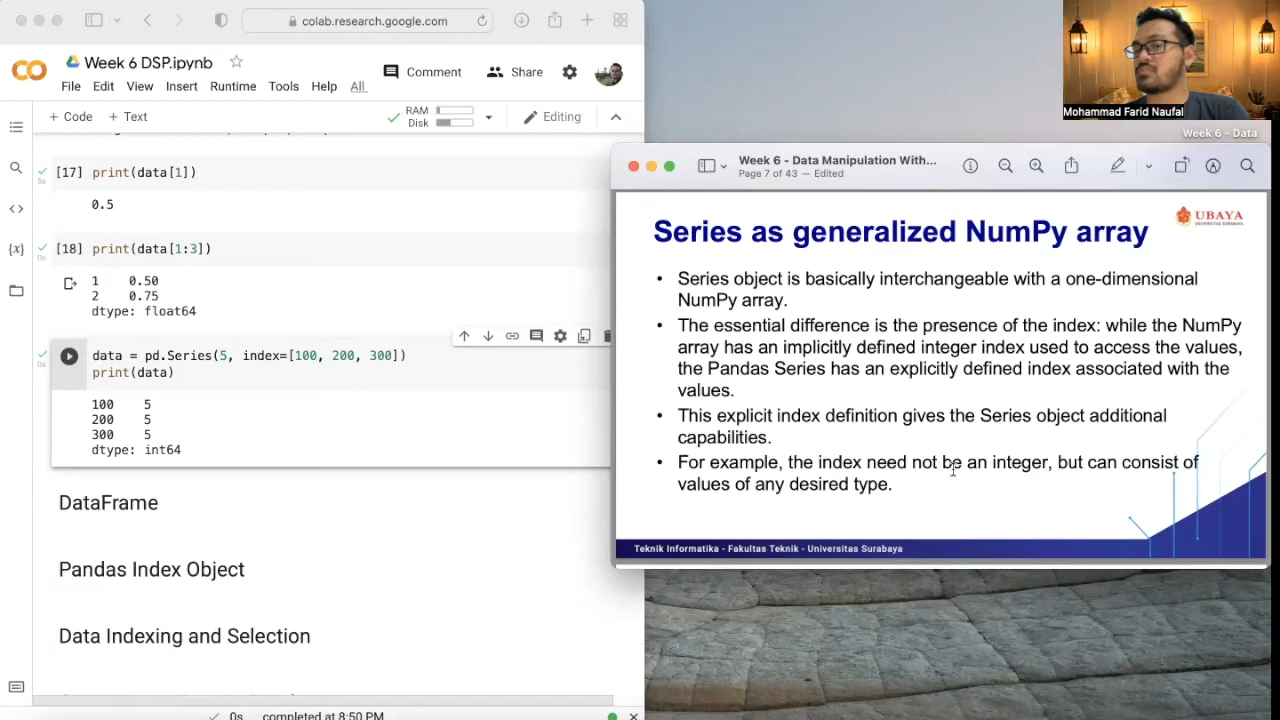 colab.research.google.com
Week 6 DSP.ipynb
Comment
Share
File Edit View Insert Runtime Tools Help All
+ Code + Text
RAM
Disk
Editing
[17] print(data[1])
5s
0.5
[18] print(data[1:3])
0s
1 0.50
2 0.75
dtype: float64
data = pd.Series(5, index=[100, 200, 300])
0s
print(data)
100 5
200 5
300 5
dtype: int64
DataFrame
Pandas Index Object
Data Indexing and Selection
0s completed at 8:50 PM
Mohammad Farid Naufal
Week 6 - Data
Week 6 - Data Manipulation With...
Page 7 of 43 — Edited
UBAYA
UNIVERSITAS SURABAYA
Series as generalized NumPy array
• Series object is basically interchangeable with a one-dimensional
NumPy array.
• The essential difference is the presence of the index: while the NumPy
array has an implicitly defined integer index used to access the values,
the Pandas Series has an explicitly defined index associated with the
values.
• This explicit index definition gives the Series object additional
capabilities.
• For example, the index need not be an integer, but can consist of
values of any desired type.
Teknik Informatika - Fakultas Teknik - Universitas Surabaya